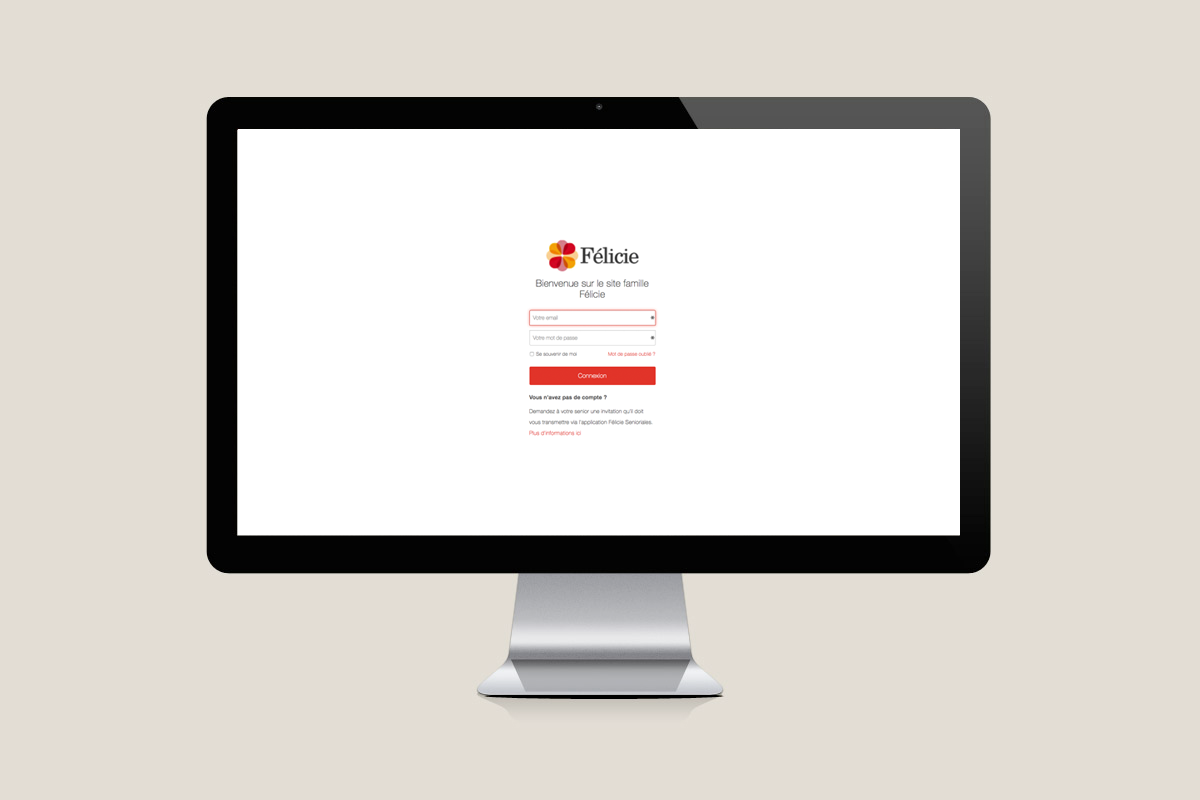 Félicie
Bienvenue sur le site famille
Félicie
Votre email
Votre mot de passe
Se souvenir de moi Mot de passe oublié ?
Connexion
Vous n'avez pas de compte ?
Demandez à votre senior une invitation qu'il doit
vous transmettre via l'application Félicie Senioriales.
Plus d'informations ici